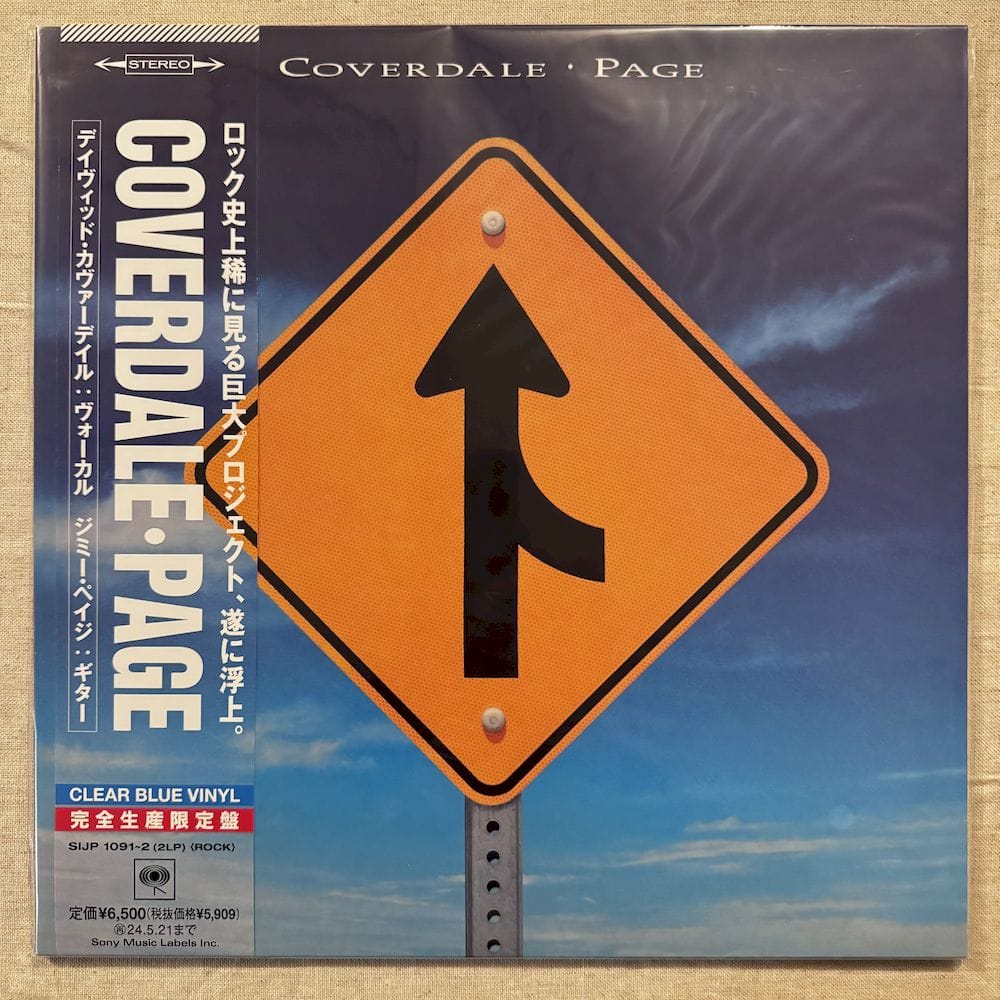 STEREO
COVERDALE · PAGE
ロック史上稀に見る巨大プロジェクト、遂に浮上。
COVERDALE・PAGE
デイヴィッド・カヴァーデイル：ヴォーカル　ジミー・ペイジ：ギター
CLEAR BLUE VINYL
完全生産限定盤
SIJP 1091~2 (2LP) 〈ROCK〉
定価¥6,500(税抜価格¥5,909)
㋐24.5.21まで
Sony Music Labels Inc.